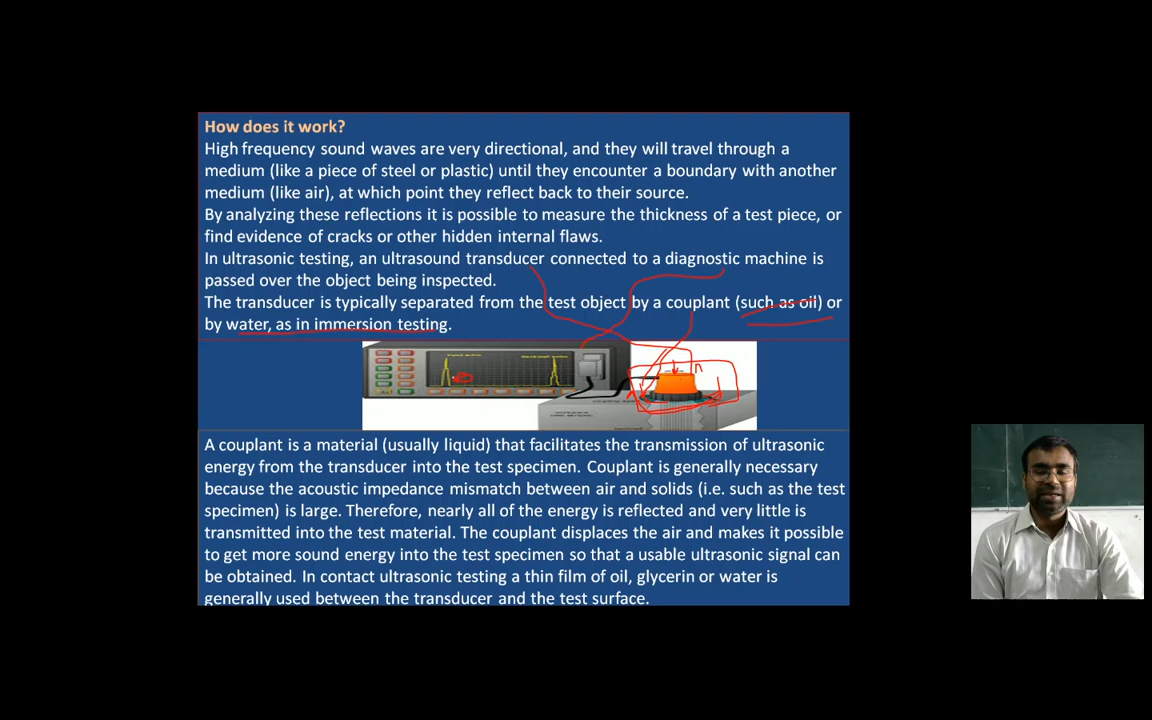 How does it work?
High frequency sound waves are very directional, and they will travel through a
medium (like a piece of steel or plastic) until they encounter a boundary with another
medium (like air), at which point they reflect back to their source.
By analyzing these reflections it is possible to measure the thickness of a test piece, or
find evidence of cracks or other hidden internal flaws.
In ultrasonic testing, an ultrasound transducer connected to a diagnostic machine is
passed over the object being inspected.
The transducer is typically separated from the test object by a couplant (such as oil) or
by water, as in immersion testing.
A couplant is a material (usually liquid) that facilitates the transmission of ultrasonic
energy from the transducer into the test specimen. Couplant is generally necessary
because the acoustic impedance mismatch between air and solids (i.e. such as the test
specimen) is large. Therefore, nearly all of the energy is reflected and very little is
transmitted into the test material. The couplant displaces the air and makes it possible
to get more sound energy into the test specimen so that a usable ultrasonic signal can
be obtained. In contact ultrasonic testing a thin film of oil, glycerin or water is
generally used between the transducer and the test surface.